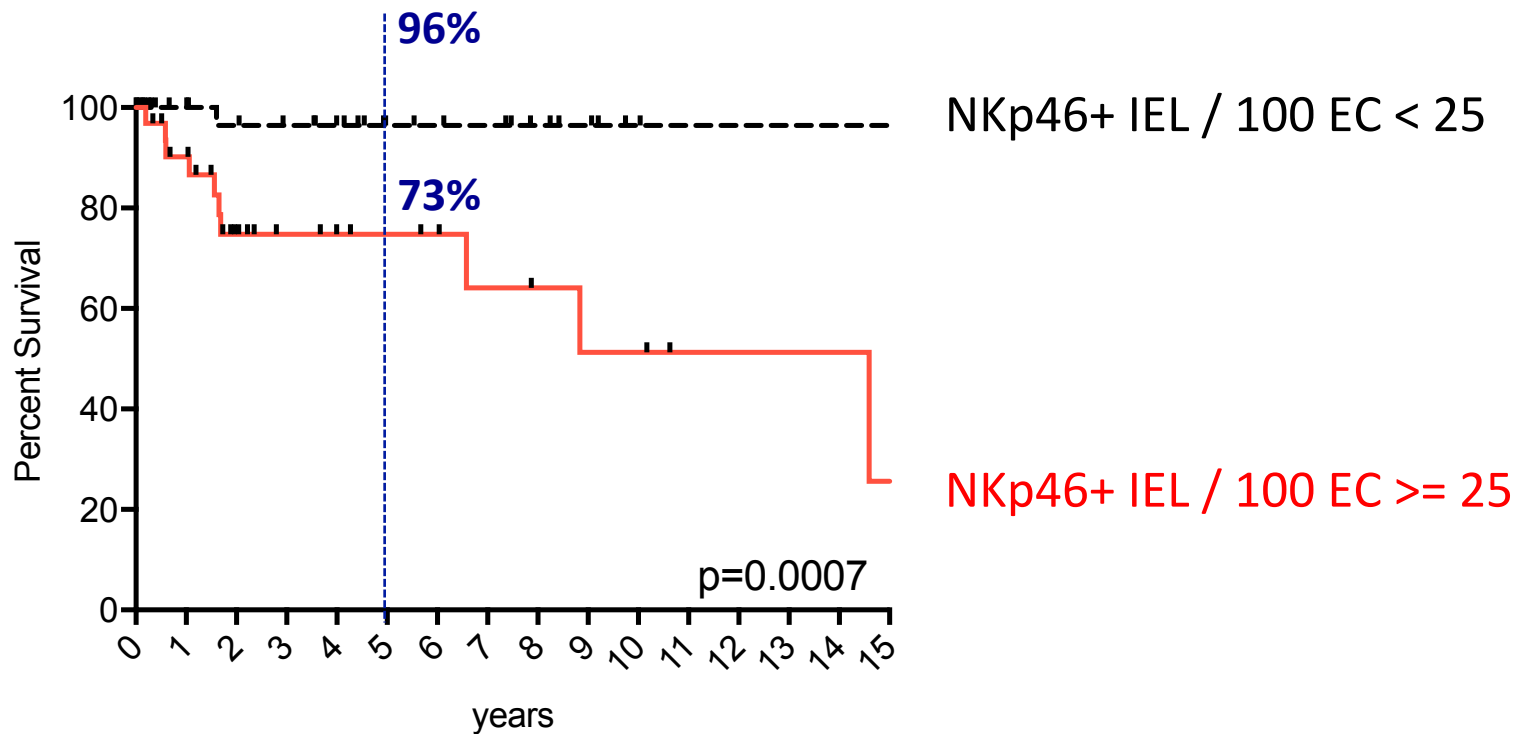 96%
100
NKp46+ IEL / 100 EC < 25
80
73%
Percent Survival
60
40
NKp46+ IEL / 100 EC >= 25
20
p=0.0007
0
0 1 2 3 4 5 6 7 8 9 10 11 12 13 14 15
years